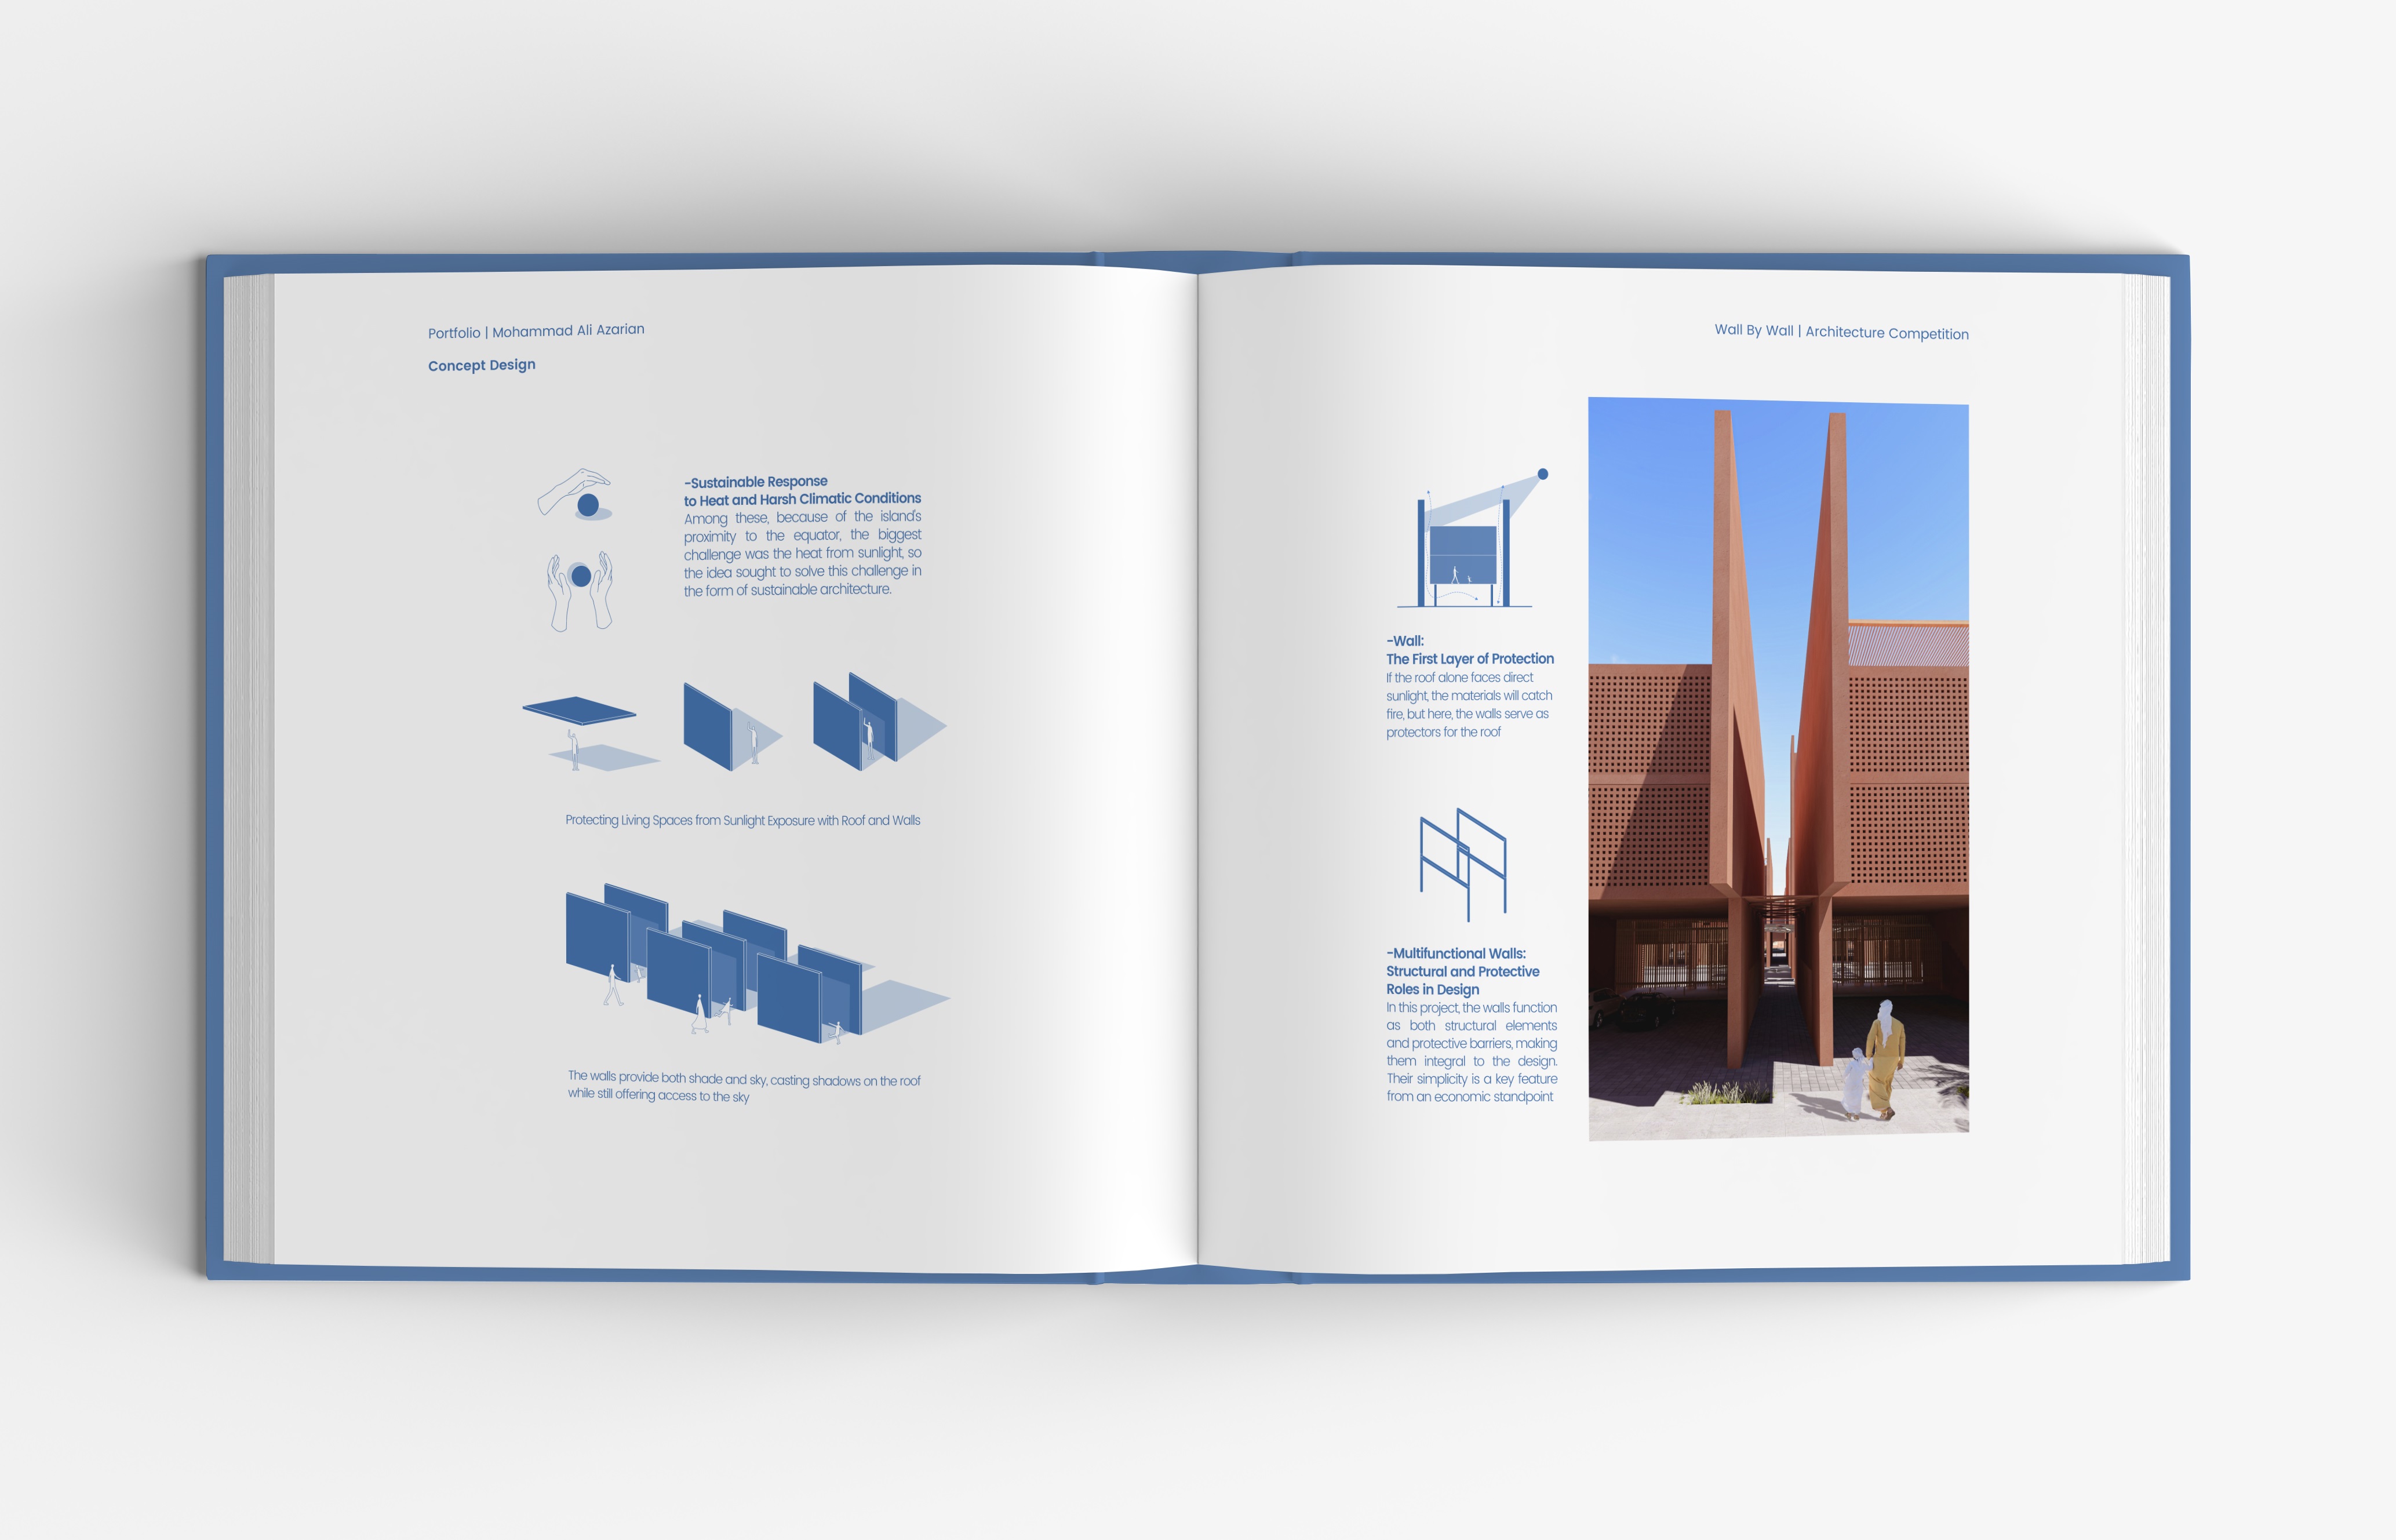 Portfolio | Mohammad Ali Azarian
Concept Design
-Sustainable Response
to Heat and Harsh Climatic Conditions
Among these, because of the island's
proximity to the equator, the biggest
challenge was the heat from sunlight, so
the idea sought to solve this challenge in
the form of sustainable architecture.
Protecting Living Spaces from Sunlight Exposure with Roof and Walls
The walls provide both shade and sky, casting shadows on the roof
while still offering access to the sky
Wall By Wall | Architecture Competition
-Wall:
The First Layer of Protection
If the roof alone faces direct
sunlight, the materials will catch
fire, but here, the walls serve as
protectors for the roof
-Multifunctional Walls:
Structural and Protective
Roles in Design
In this project, the walls function
as both structural elements
and protective barriers, making
them integral to the design.
Their simplicity is a key feature
from an economic standpoint